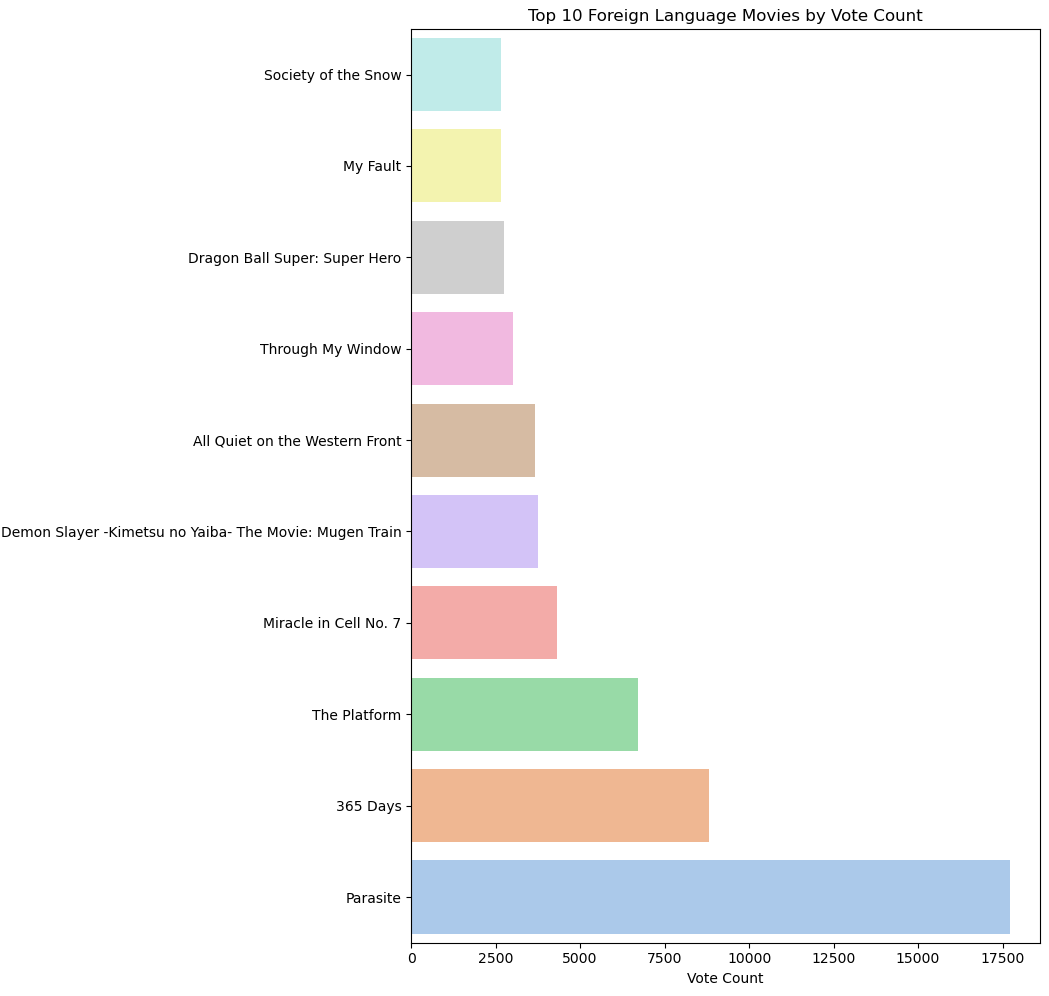 Top 10 Foreign Language Movies by Vote Count
Society of the Snow
My Fault
Dragon Ball Super: Super Hero
Through My Window
All Quiet on the Western Front
Demon Slayer -Kimetsu no Yaiba- The Movie: Mugen Train
Miracle in Cell No. 7
The Platform
365 Days
Parasite
0 2500 5000 7500 10000 12500 15000 17500
Vote Count